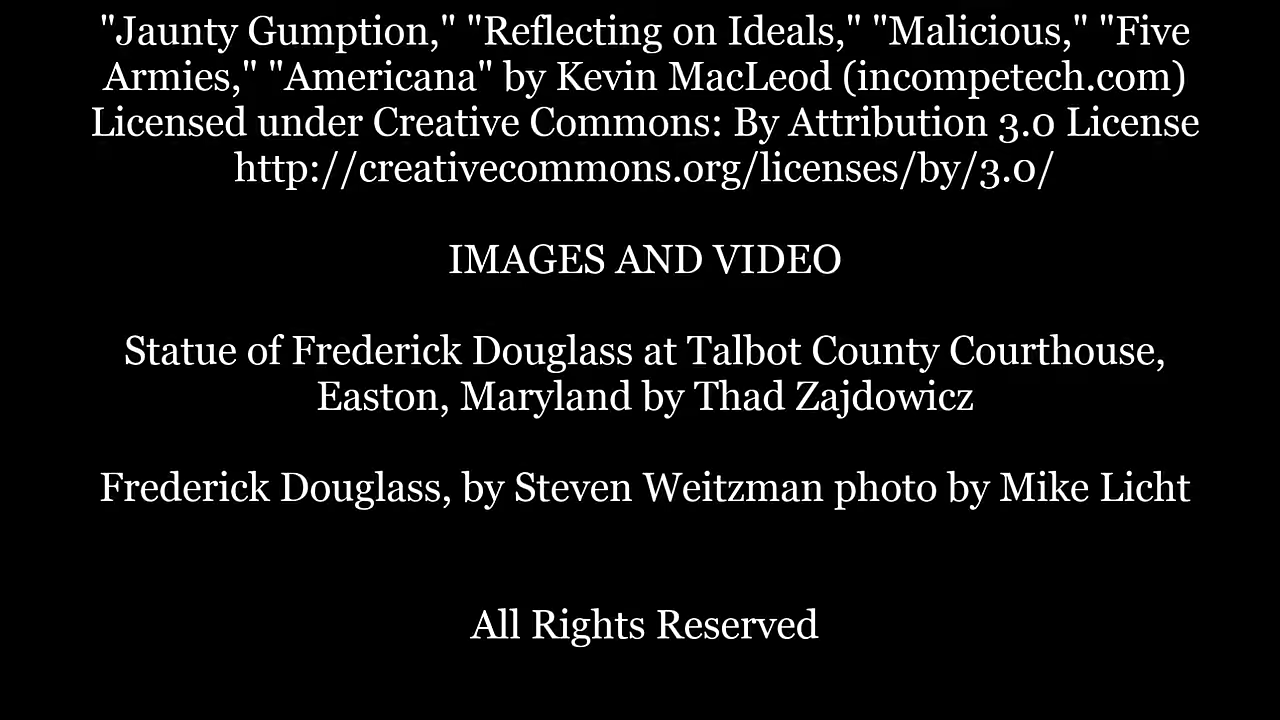 "Jaunty Gumption," "Reflecting on Ideals," "Malicious," "Five
Armies," "Americana" by Kevin MacLeod (incompetech.com)
Licensed under Creative Commons: By Attribution 3.0 License
http://creativecommons.org/licenses/by/3.0/
IMAGES AND VIDEO
Statue of Frederick Douglass at Talbot County Courthouse,
Easton, Maryland by Thad Zajdowicz
Frederick Douglass, by Steven Weitzman photo by Mike Licht
All Rights Reserved